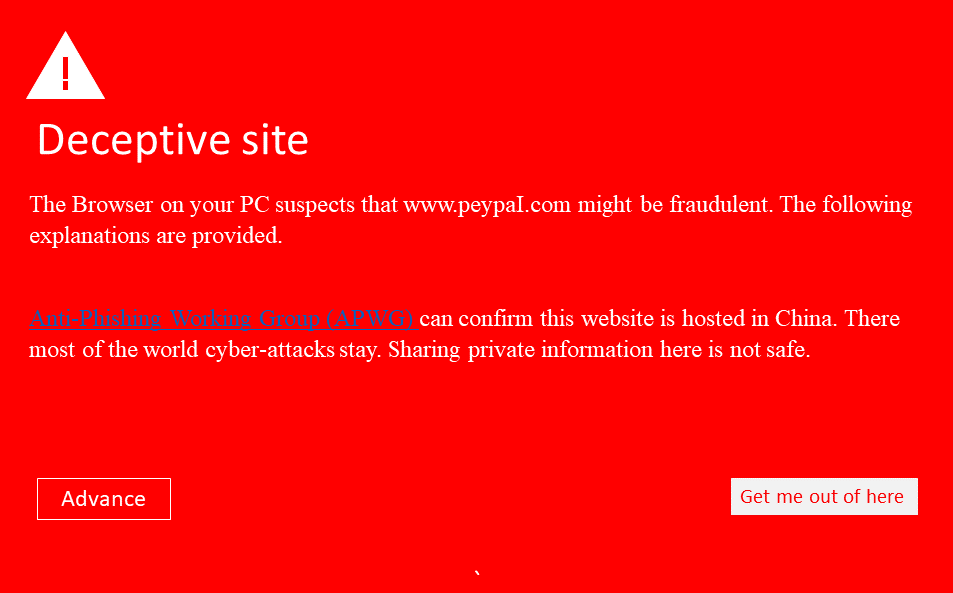 Deceptive site
The Browser on your PC suspects that www.peypaI.com might be fraudulent. The following
explanations are provided.
Anti-Phishing Working Group (APWG) can confirm this website is hosted in China. There
most of the world cyber-attacks stay. Sharing private information here is not safe.
Advance
Get me out of here